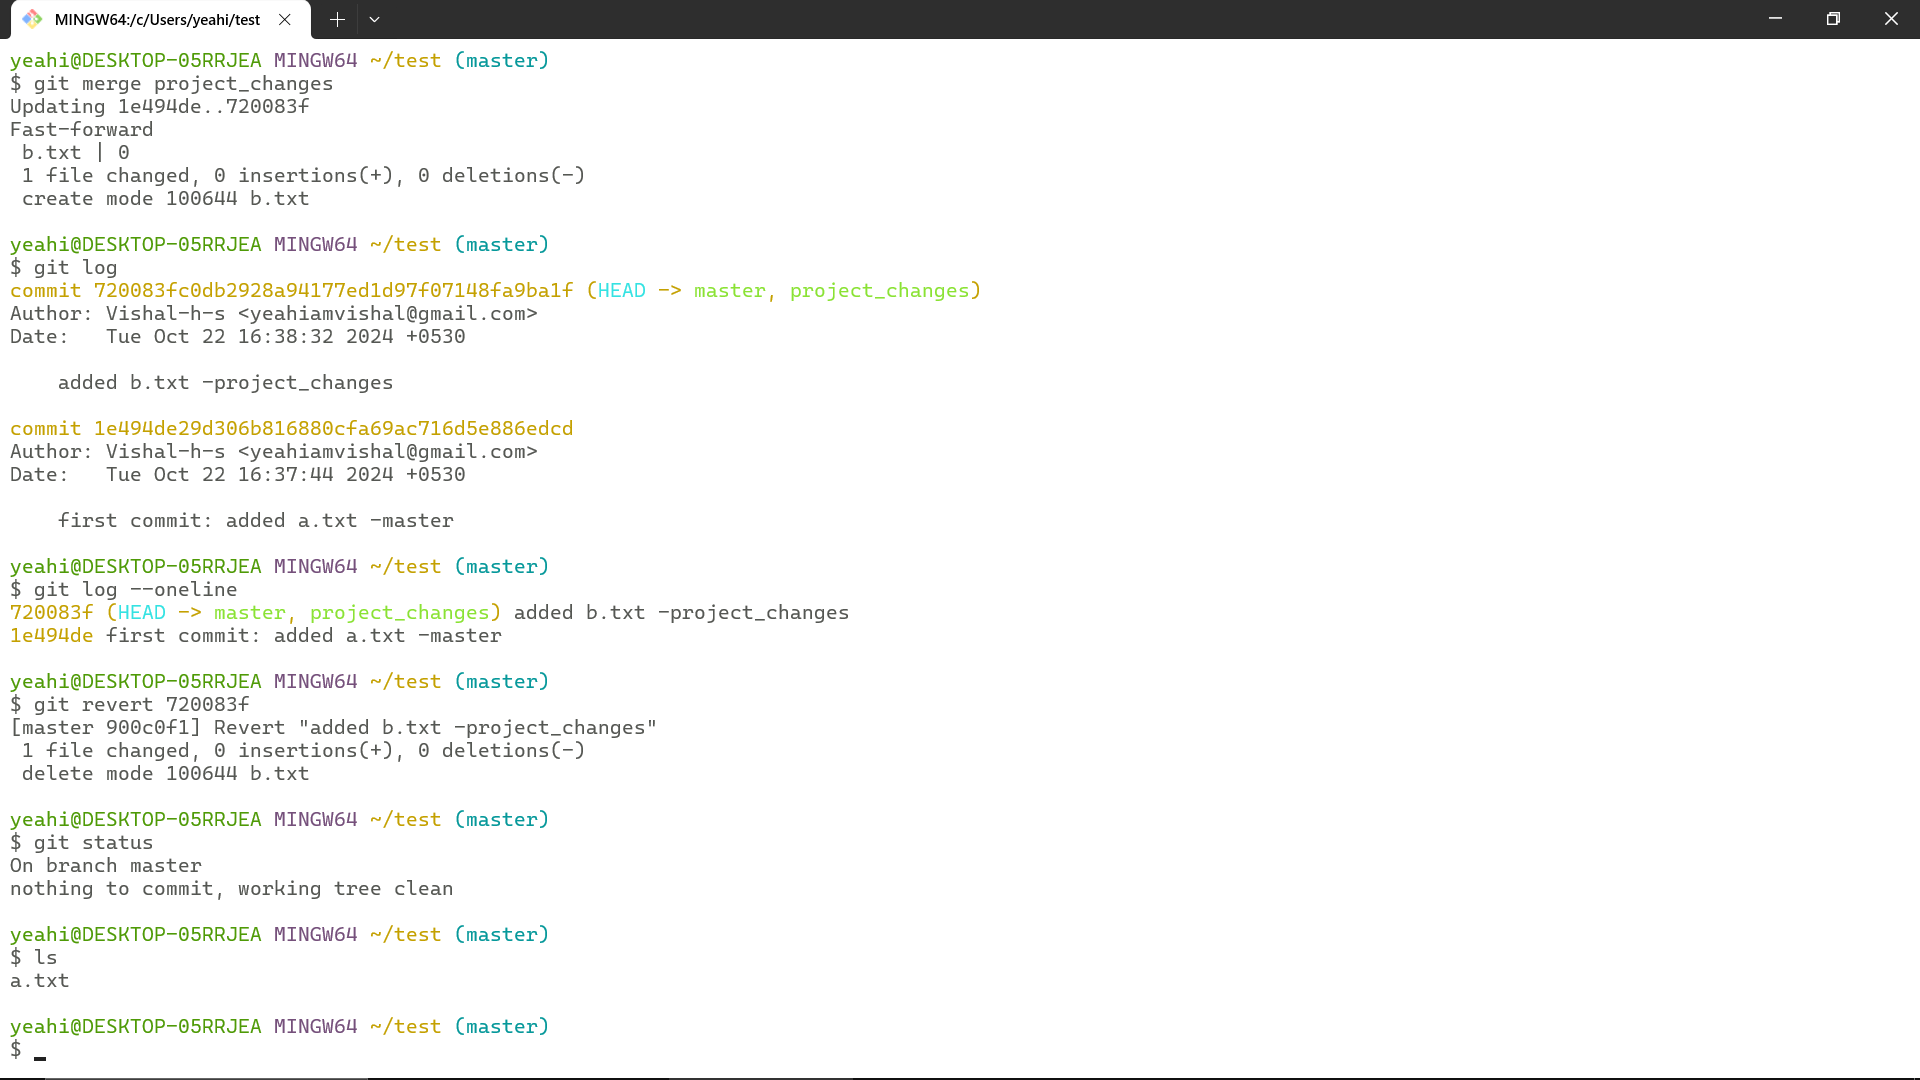 MINGW64:/c/Users/yeahi/test
yeahi@DESKTOP-05RRJEA MINGW64 ~/test (master)
$ git merge project_changes
Updating 1e494de..720083f
Fast-forward
 b.txt | 0
 1 file changed, 0 insertions(+), 0 deletions(-)
 create mode 100644 b.txt

yeahi@DESKTOP-05RRJEA MINGW64 ~/test (master)
$ git log
commit 720083fc0db2928a94177ed1d97f07148fa9ba1f (HEAD -> master, project_changes)
Author: Vishal-h-s <yeahiamvishal@gmail.com>
Date:   Tue Oct 22 16:38:32 2024 +0530

    added b.txt -project_changes

commit 1e494de29d306b816880cfa69ac716d5e886edcd
Author: Vishal-h-s <yeahiamvishal@gmail.com>
Date:   Tue Oct 22 16:37:44 2024 +0530

    first commit: added a.txt -master

yeahi@DESKTOP-05RRJEA MINGW64 ~/test (master)
$ git log --oneline
720083f (HEAD -> master, project_changes) added b.txt -project_changes
1e494de first commit: added a.txt -master

yeahi@DESKTOP-05RRJEA MINGW64 ~/test (master)
$ git revert 720083f
[master 900c0f1] Revert "added b.txt -project_changes"
 1 file changed, 0 insertions(+), 0 deletions(-)
 delete mode 100644 b.txt

yeahi@DESKTOP-05RRJEA MINGW64 ~/test (master)
$ git status
On branch master
nothing to commit, working tree clean

yeahi@DESKTOP-05RRJEA MINGW64 ~/test (master)
$ ls
a.txt

yeahi@DESKTOP-05RRJEA MINGW64 ~/test (master)
$